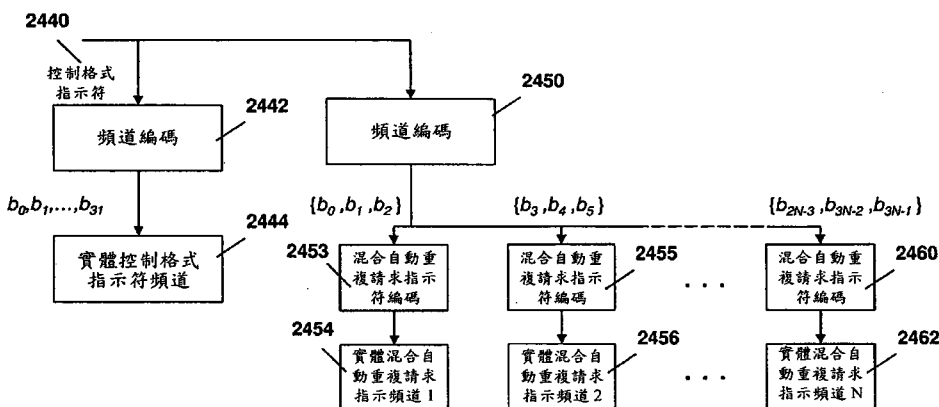 2440
控制格式
指示符
2442
頻道編碼
2450
頻道編碼
b0,b1,...,b31
2444
實體控制格式
指示符頻道
{b0,b1,b2}
{b3,b4,b5}
{b2N-3,b3N-2,b3N-1}
2453
混合自動重
複請求指示
符編碼
2455
混合自動重
複請求指示
符編碼
. . .
2460
混合自動重
複請求指示
符編碼
2454
實體混合自
動重複請求
指示頻道1
2456
實體混合自
動重複請求
指示頻道2
. . .
2462
實體混合自
動重複請求
指示頻道N